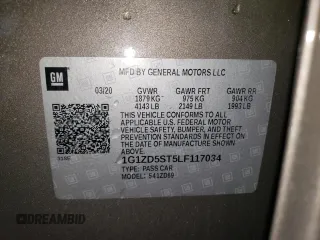 GM
MFD BY GENERAL MOTORS LLC
03/20 GVWR GAWR FRT GAWR RR
1879 KG 975 KG 904 KG
4143 LB 2149 LB 1993 LB
THIS VEHICLE CONFORMS TO ALL
APPLICABLE U.S. FEDERAL MOTOR
VEHICLE SAFETY, BUMPER, AND THEFT
PREVENTION STANDARDS IN EFFECT ON
THE DATE OF MANUFACTURE SHOWN
ABOVE.
1G1ZD5ST5LF117034
TYPE: PASS CAR
MODEL:
DREAMBID